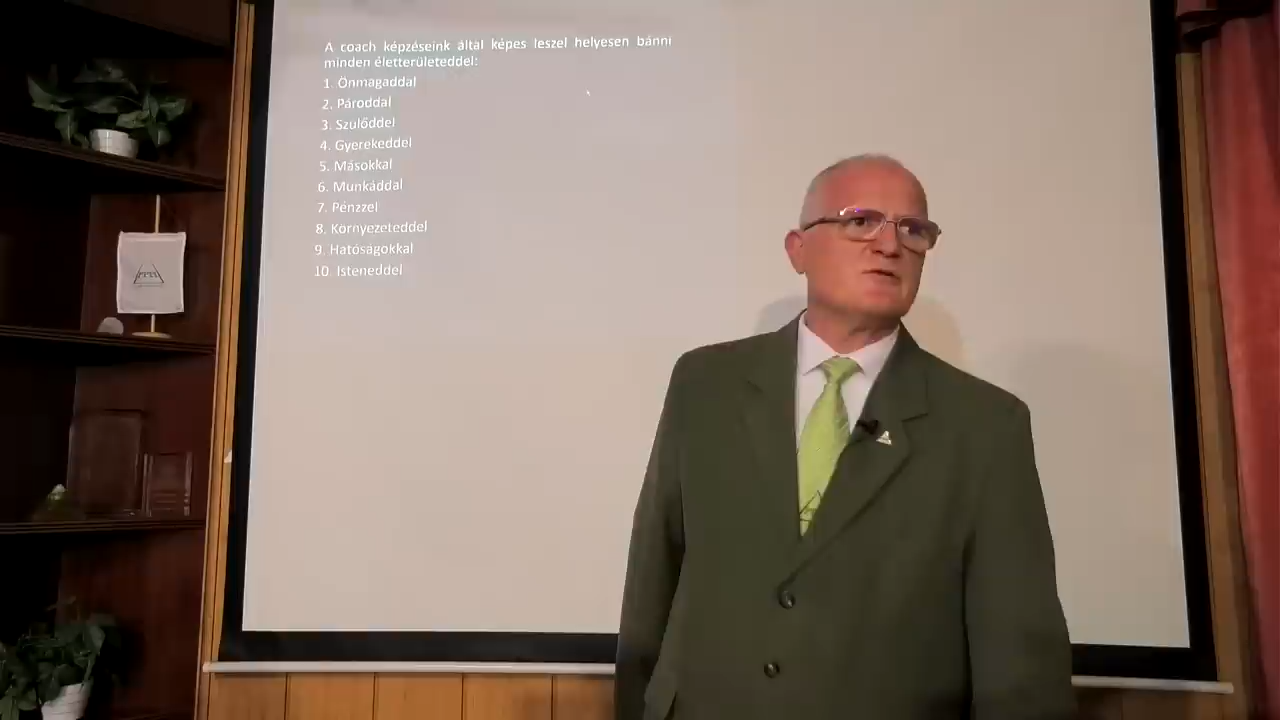 A coach képzéseink által képes leszel helyesen bánni
minden életterületeddel:
1. Önmagaddal
2. Pároddal
3. Szülőddel
4. Gyerekeddel
5. Másokkal
6. Munkáddal
7. Pénzzel
8. Környezeteddel
9. Hatóságokkal
10. Isteneddel